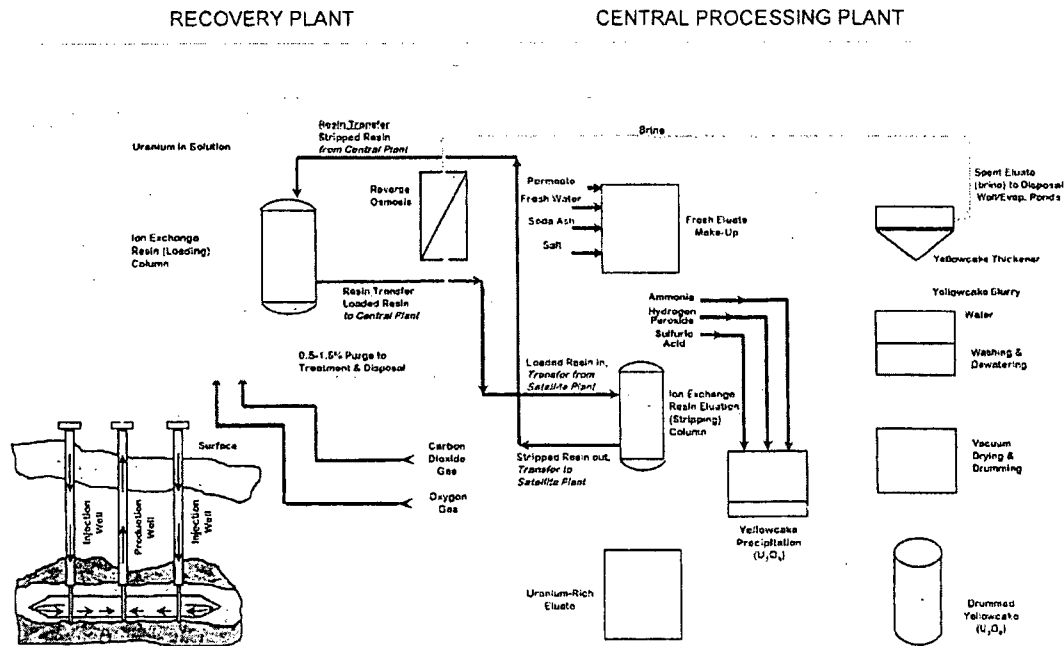 RECOVERY PLANT
CENTRAL PROCESSING PLANT
Resin Transfer
Stripped Resin
from Central Plant
Brine
Uranium in Solution
Reverse
Osmosis
Permeate
Fresh Water
Soda Ash
Salt
Fresh Eluate
Make-Up
Spent Eluate
(brine) to Disposal
Well/Evap. Ponds
Ion Exchange
Resin (Loading)
Column
Yellowcake Thickener
Resin Transfer
Loaded Resin
to Central Plant
Ammonia
Hydrogen
Peroxide
Sulfuric
Acid
Yellowcake Slurry
Water
Washing &
Dewatering
0.5-1.5% Purge to
Treatment & Disposal
Loaded Resin in,
Transfer from
Satellite Plant
Ion Exchange
Resin Eluation
(Stripping)
Column
Surface
Carbon
Dioxide
Gas
Stripped Resin out,
Transfer to
Satellite Plant
Vacuum
Drying &
Drumming
Oxygen
Gas
Injection
Well
Production
Well
Injection
Well
Yellowcake
Precipitation
(U₃O₈)
Uranium-Rich
Eluate
Drummed
Yellowcake
(U₃O₈)